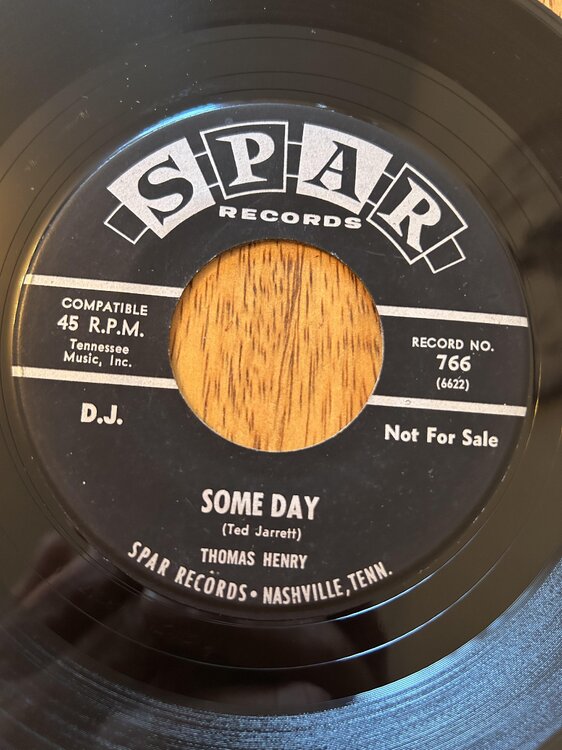 SPAR
RECORDS
COMPATIBLE
45 R.P.M.
Tennessee
Music, Inc.
RECORD NO.
766
(6622)
D.J.
Not For Sale
SOME DAY
(Ted Jarrett)
THOMAS HENRY
SPAR RECORDS • NASHVILLE, TENN.